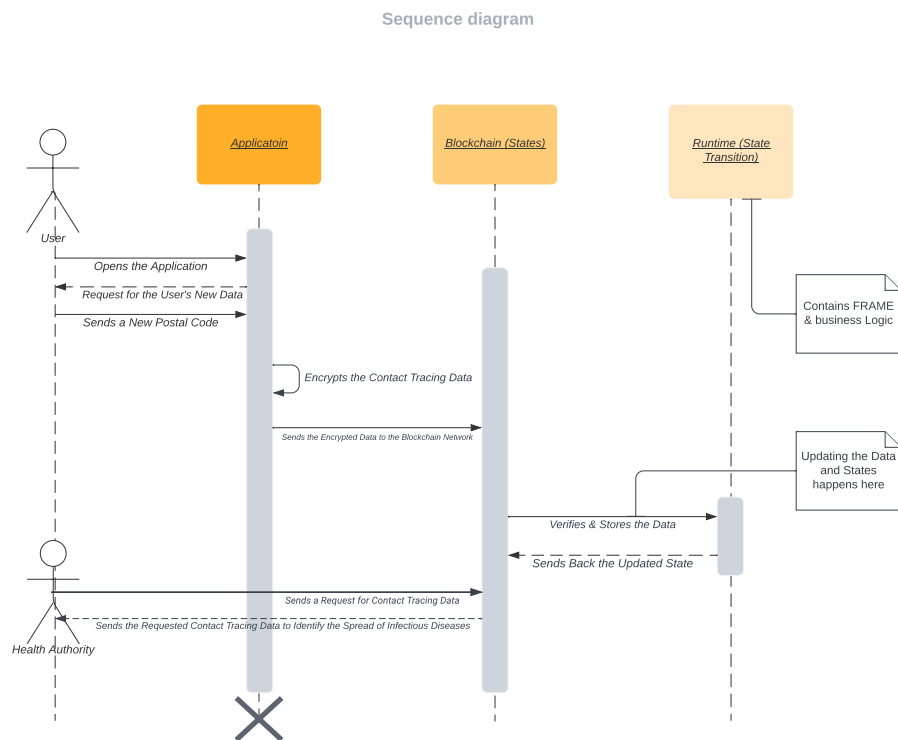 Sequence diagram
Applicatoin
Blockchain (States)
Runtime (State
Transition)
User
Opens the Application
Request for the User's New Data
Sends a New Postal Code
Contains FRAME
& business Logic
Encrypts the Contact Tracing Data
Sends the Encrypted Data to the Blockchain Network
Updating the Data
and States
happens here
Verifies & Stores the Data
Sends Back the Updated State
Sends a Request for Contact Tracing Data
Sends the Requested Contact Tracing Data to Identify the Spread of Infectious Diseases
Health Authority